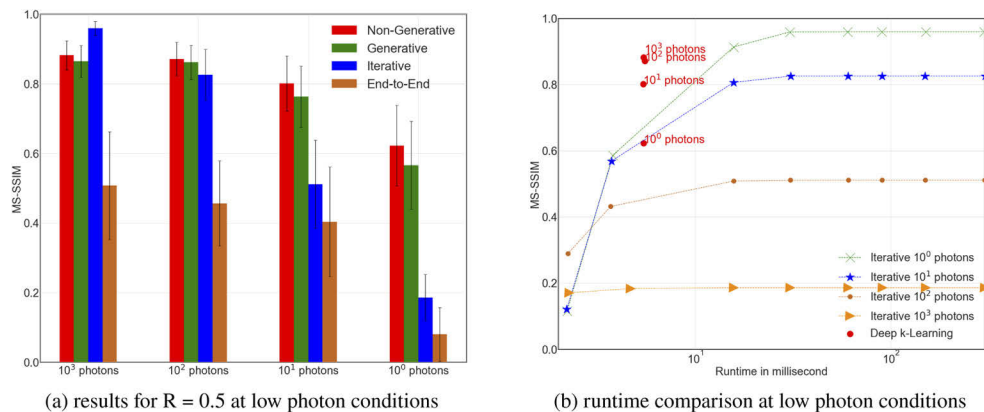 1.0
0.8
0.6
0.4
0.2
0.0
MS-SSIM
Non-Generative
Generative
Iterative
End-to-End
10³ photons
10² photons
10¹ photons
10⁰ photons
(a) results for R = 0.5 at low photon conditions
1.0
0.8
0.6
0.4
0.2
0.0
MS-SSIM
10³ photons
10² photons
10¹ photons
10⁰ photons
Iterative 10⁰ photons
Iterative 10¹ photons
Iterative 10² photons
Iterative 10³ photons
Deep k-Learning
10¹
10²
Runtime in millisecond
(b) runtime comparison at low photon conditions